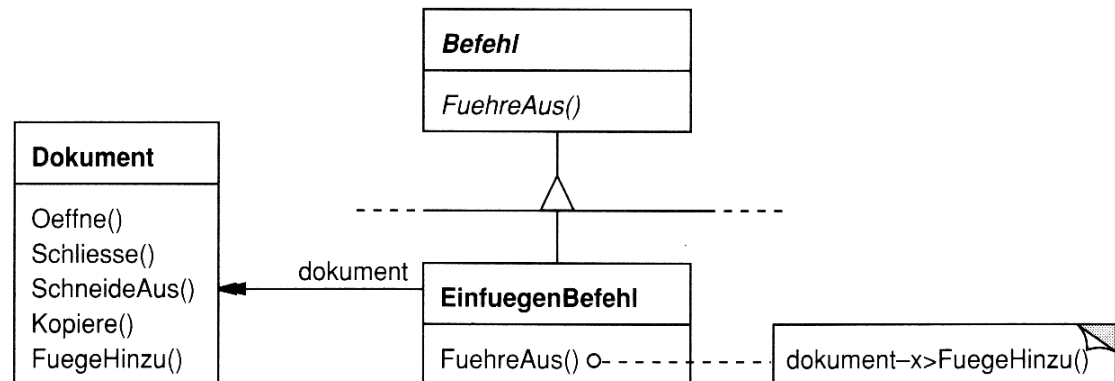 Befehl
FuehreAus()
Dokument
Oeffne()
Schliesse()
SchneideAus()
Kopiere()
FuegeHinzu()
dokument
EinfuegenBefehl
FuehreAus()
dokument–x>FuegeHinzu()